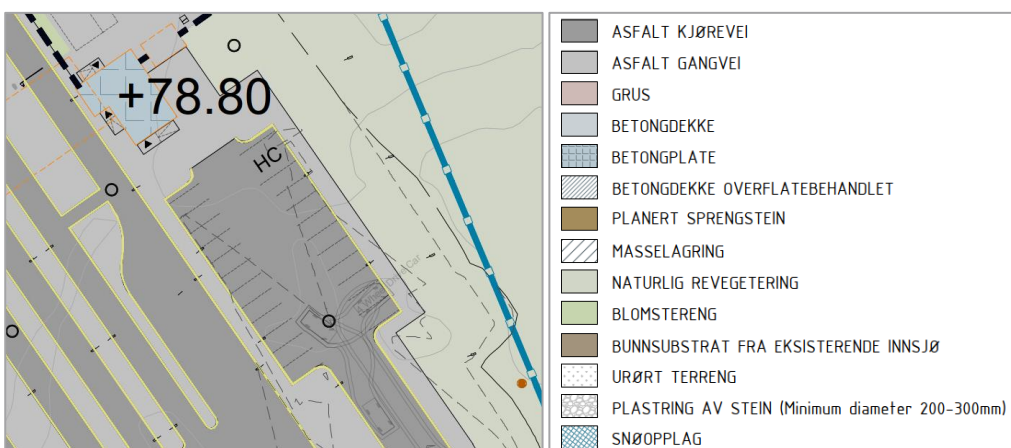 +78.80
HC
ASFALT KJØREVEI
ASFALT GANGVEI
GRUS
BETONGDEKKE
BETONGPLATE
BETONGDEKKE OVERFLATEBEHANDLET
PLANERT SPRENGSTEIN
MASSELAGRING
NATURLIG REVEGETERING
BLOMSTERENG
BUNNSUBSTRAT FRA EKSISTERENDE INNSJØ
URØRT TERRENG
PLASTRING AV STEIN (Minimum diameter 200-300mm)
SNØOPPLAG